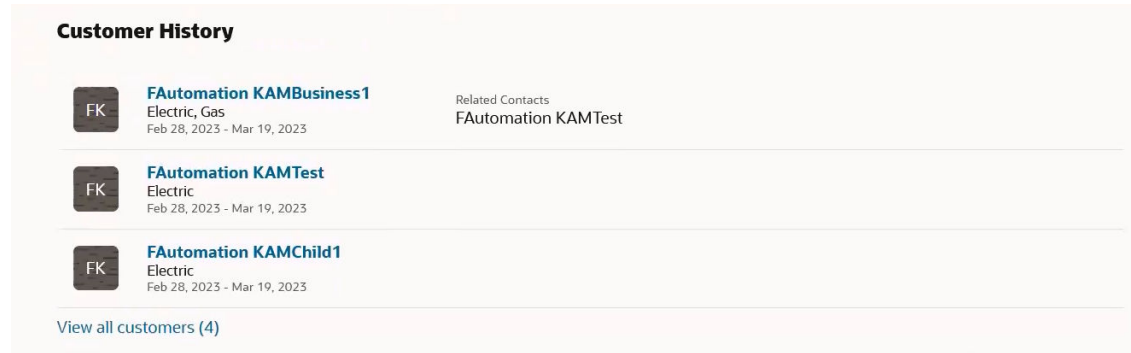 Customer History
FK
FAutomation KAMBusiness1
Electric, Gas
Feb 28, 2023 - Mar 19, 2023
Related Contacts
FAutomation KAMTest
FK
FAutomation KAMTest
Electric
Feb 28, 2023 - Mar 19, 2023
FK
FAutomation KAMChild1
Electric
Feb 28, 2023 - Mar 19, 2023
View all customers (4)